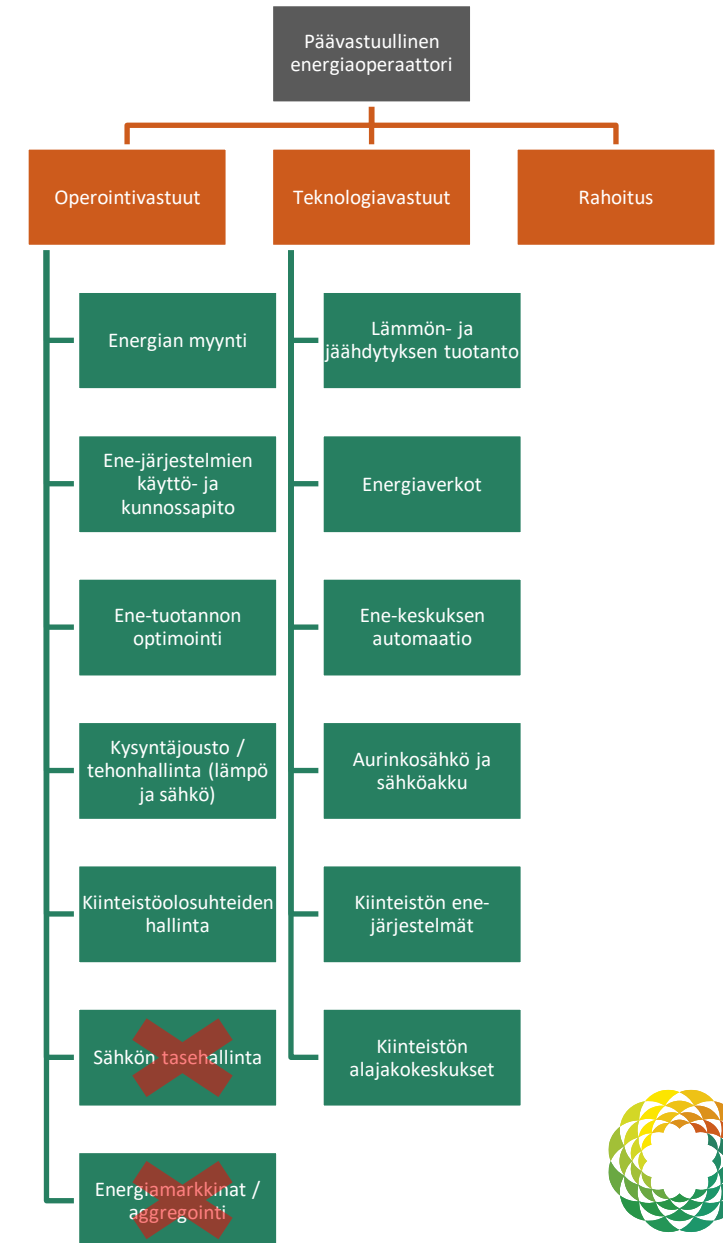 Päävastuullinen
energiaoperaattori
Operointivastuut
Teknologiavastuut
Rahoitus
Energian myynti
Ene-järjestelmien
käyttö- ja
kunnossapito
Ene-tuotannon
optimointi
Kysyntäjousto /
tehonhallinta (lämpö
ja sähkö)
Kiinteistöolosuhteiden
hallinta
Sähkön tasehallinta
Energiamarkkinat /
aggregointi
Lämmön- ja
jäähdytyksen tuotanto
Energiaverkot
Ene-keskuksen
automaatio
Aurinkosähkö ja
sähköakku
Kiinteistön ene-
järjestelmät
Kiinteistön
alajakokeskukset